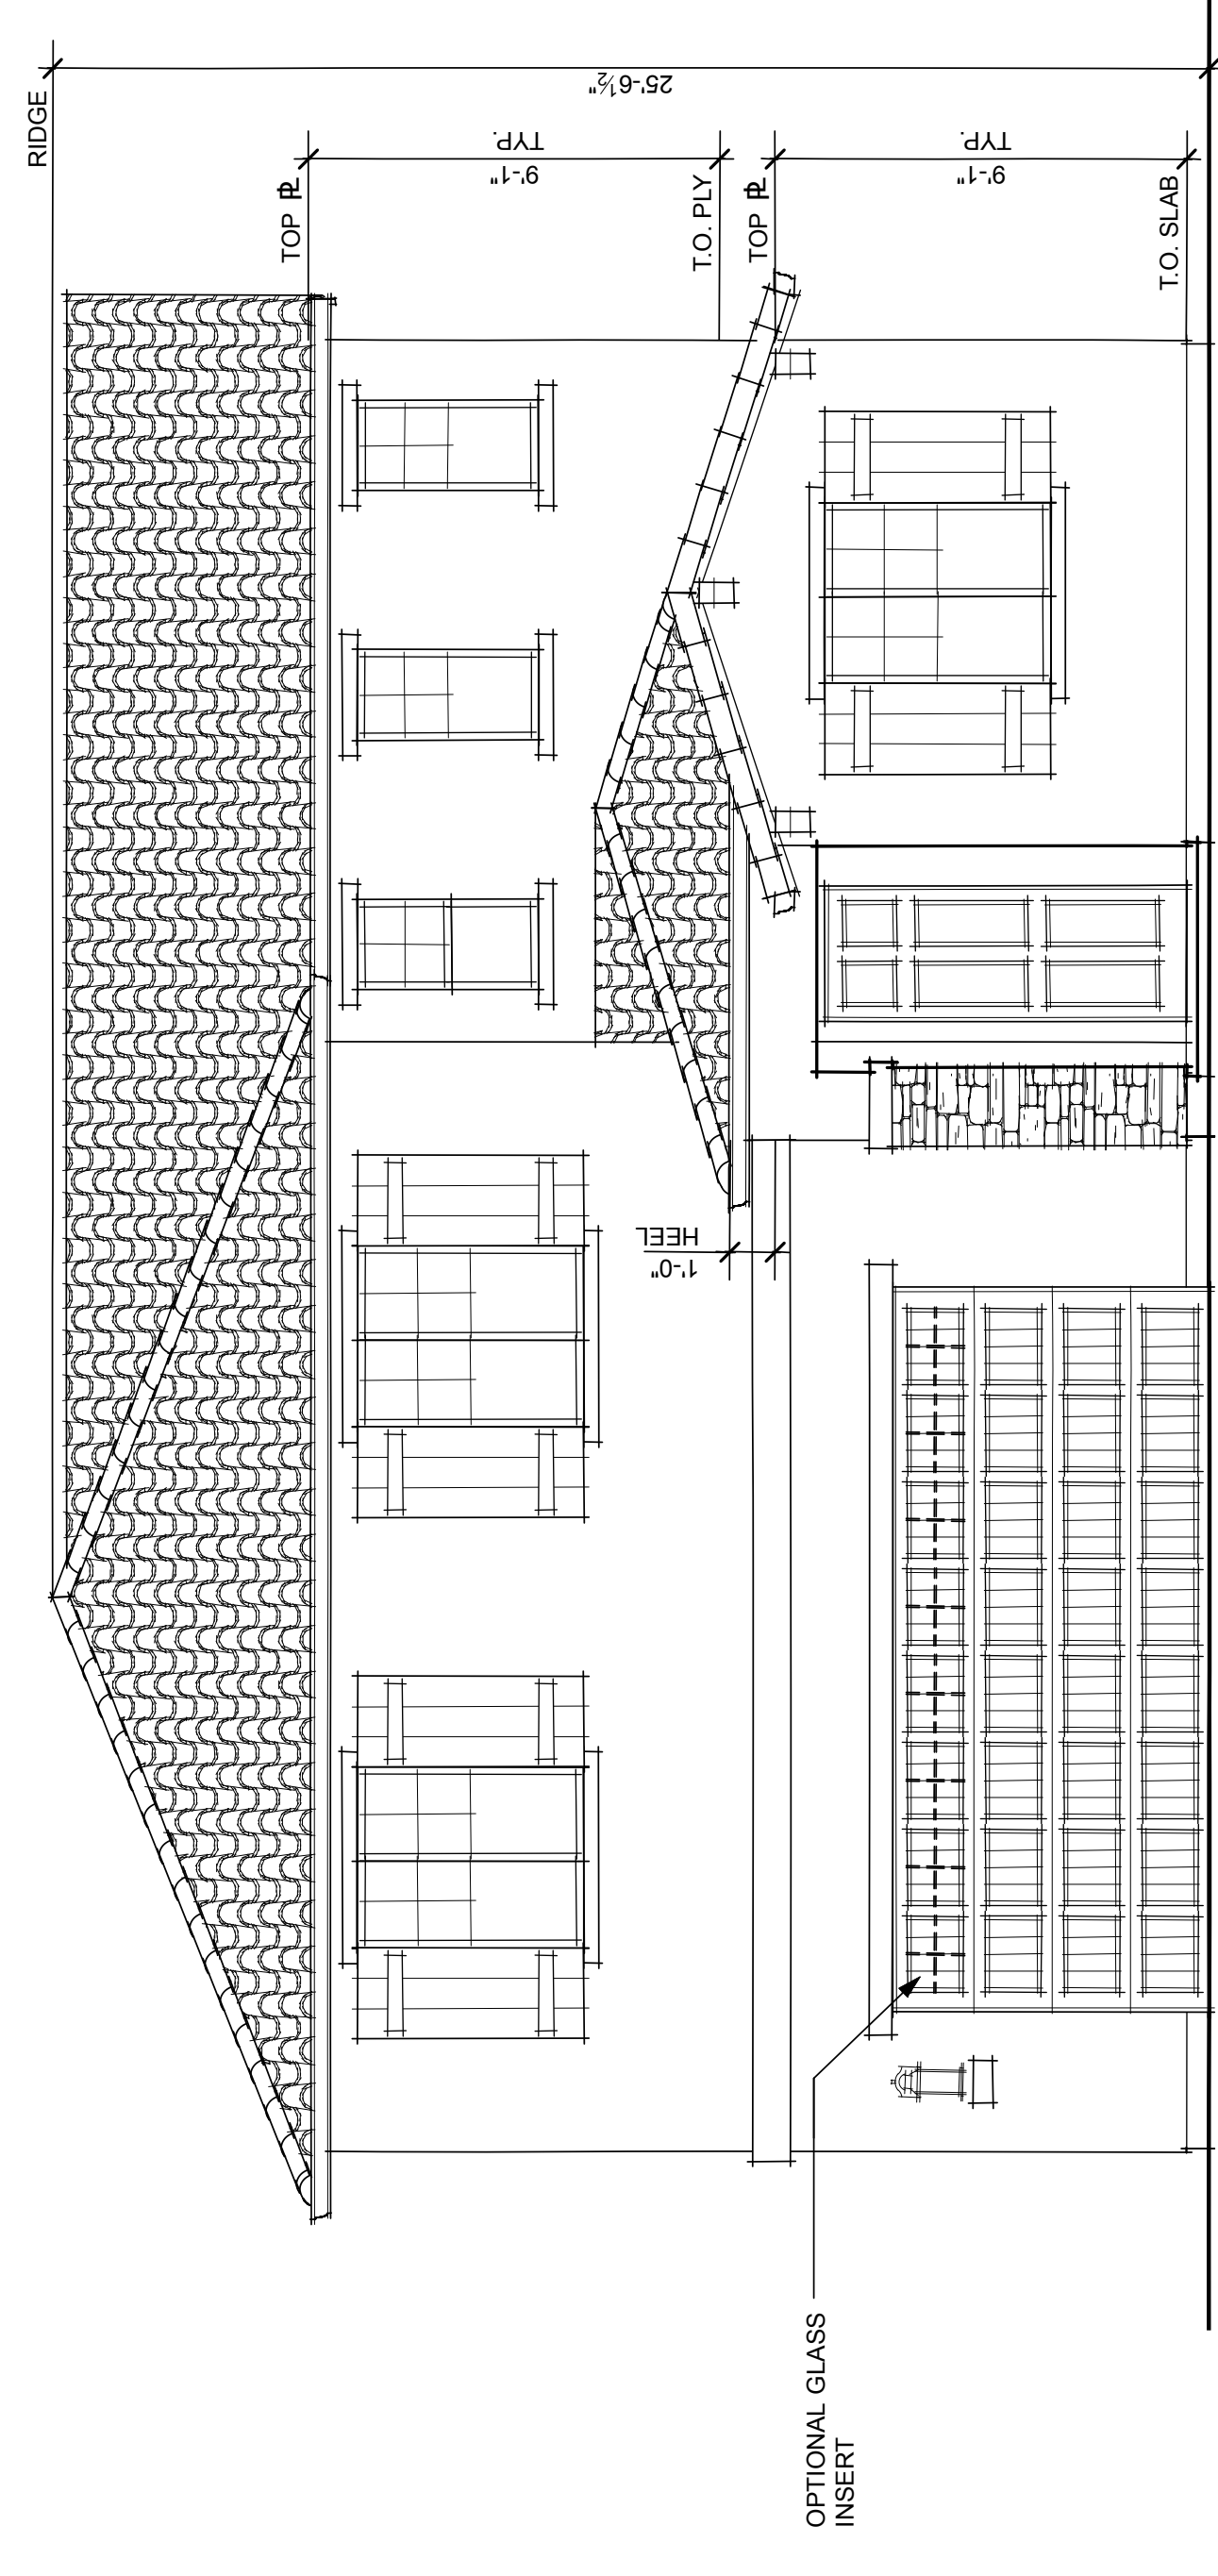 RIDGE
25'-6½"
TOP PL
9'-1"
TYP.
T.O. PLY
TOP PL
9'-1"
TYP.
T.O. SLAB
1'-0"
HEEL
OPTIONAL GLASS
INSERT